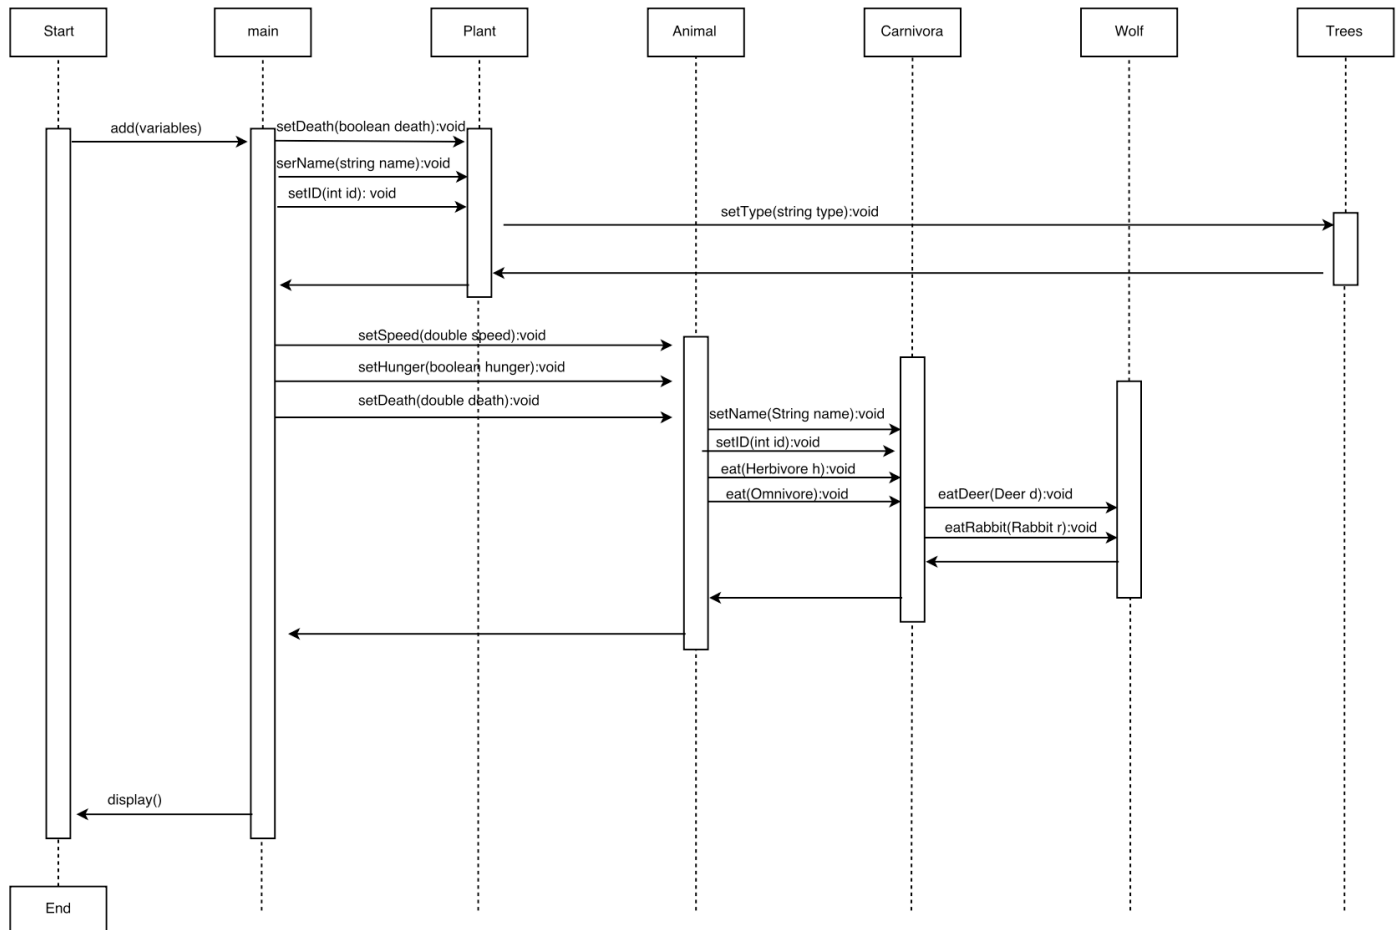 Start
main
Plant
Animal
Carnivora
Wolf
Trees
add(variables)
setDeath(boolean death):void
serName(string name):void
setID(int id): void
setType(string type):void
setSpeed(double speed):void
setHunger(boolean hunger):void
setDeath(double death):void
setName(String name):void
setID(int id):void
eat(Herbivore h):void
eat(Omnivore):void
eatDeer(Deer d):void
eatRabbit(Rabbit r):void
display()
End